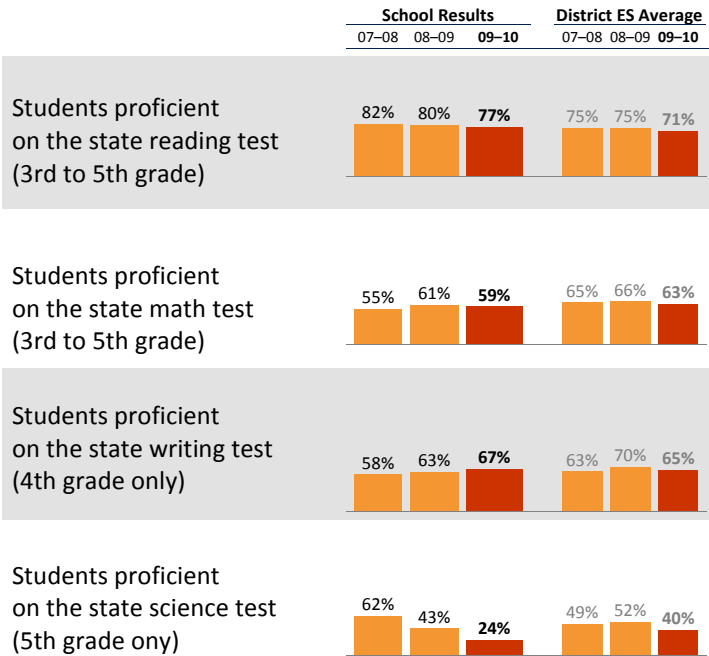 School Results District ES Average
07–08 08–09 09–10 07–08 08–09 09–10
Students proficient
on the state reading test
(3rd to 5th grade)
82% 80% 77% 75% 75% 71%
Students proficient
on the state math test
(3rd to 5th grade)
55% 61% 59% 65% 66% 63%
Students proficient
on the state writing test
(4th grade only)
58% 63% 67% 63% 70% 65%
Students proficient
on the state science test
(5th grade ony)
62% 43% 24% 49% 52% 40%